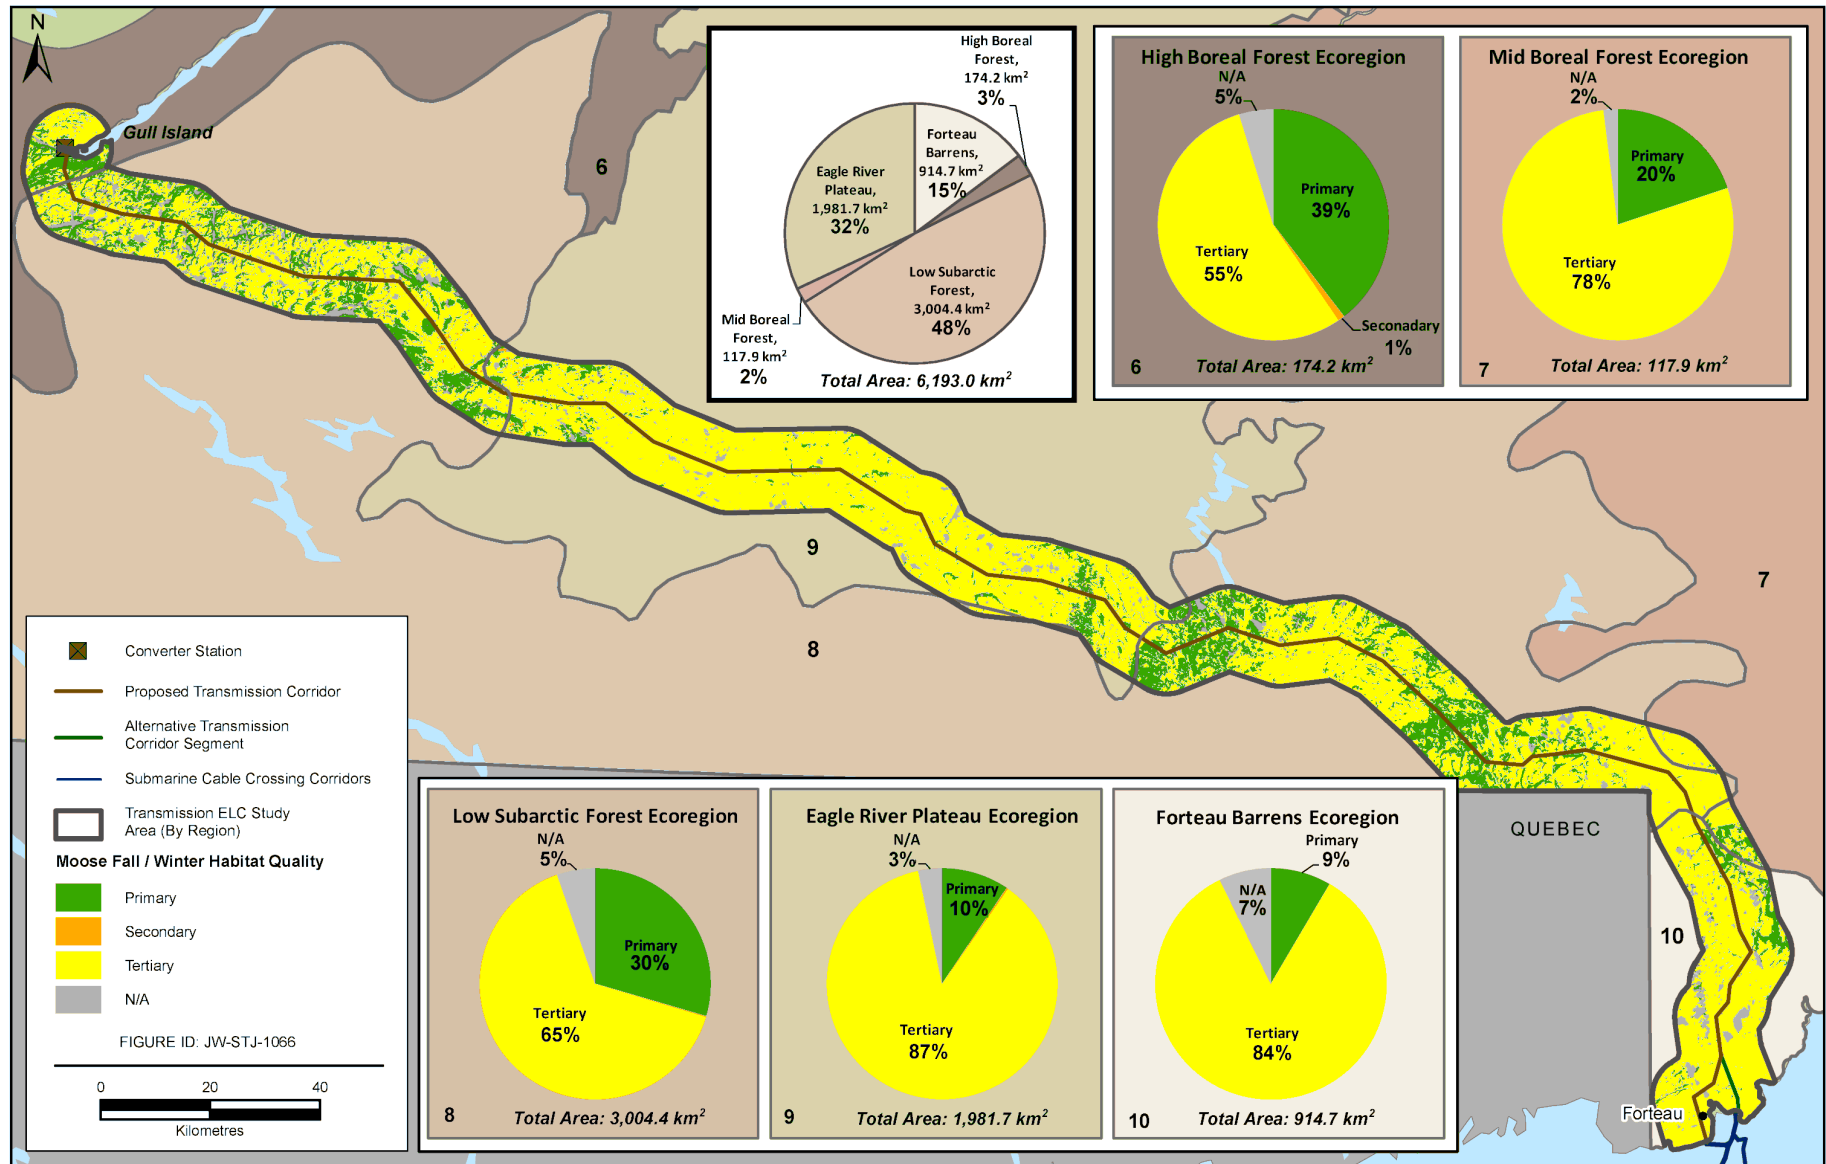 N
Gull Island
6
9
8
7
10
QUEBEC
Forteau
High Boreal
Forest,
174.2 km²
3%
Forteau
Barrens,
914.7 km²
15%
Eagle River
Plateau,
1,981.7 km²
32%
Low Subarctic
Forest,
3,004.4 km²
48%
Mid Boreal
Forest,
117.9 km²
2%
Total Area: 6,193.0 km²
High Boreal Forest Ecoregion
N/A
5%
Primary
39%
Tertiary
55%
Seconadary
1%
6
Total Area: 174.2 km²
Mid Boreal Forest Ecoregion
N/A
2%
Primary
20%
Tertiary
78%
7
Total Area: 117.9 km²
Converter Station
Proposed Transmission Corridor
Alternative Transmission
Corridor Segment
Submarine Cable Crossing Corridors
Transmission ELC Study
Area (By Region)
Moose Fall / Winter Habitat Quality
Primary
Secondary
Tertiary
N/A
FIGURE ID: JW-STJ-1066
0 20 40
Kilometres
Low Subarctic Forest Ecoregion
N/A
5%
Primary
30%
Tertiary
65%
8
Total Area: 3,004.4 km²
Eagle River Plateau Ecoregion
N/A
3%
Primary
10%
Tertiary
87%
9
Total Area: 1,981.7 km²
Forteau Barrens Ecoregion
Primary
9%
N/A
7%
Tertiary
84%
10
Total Area: 914.7 km²